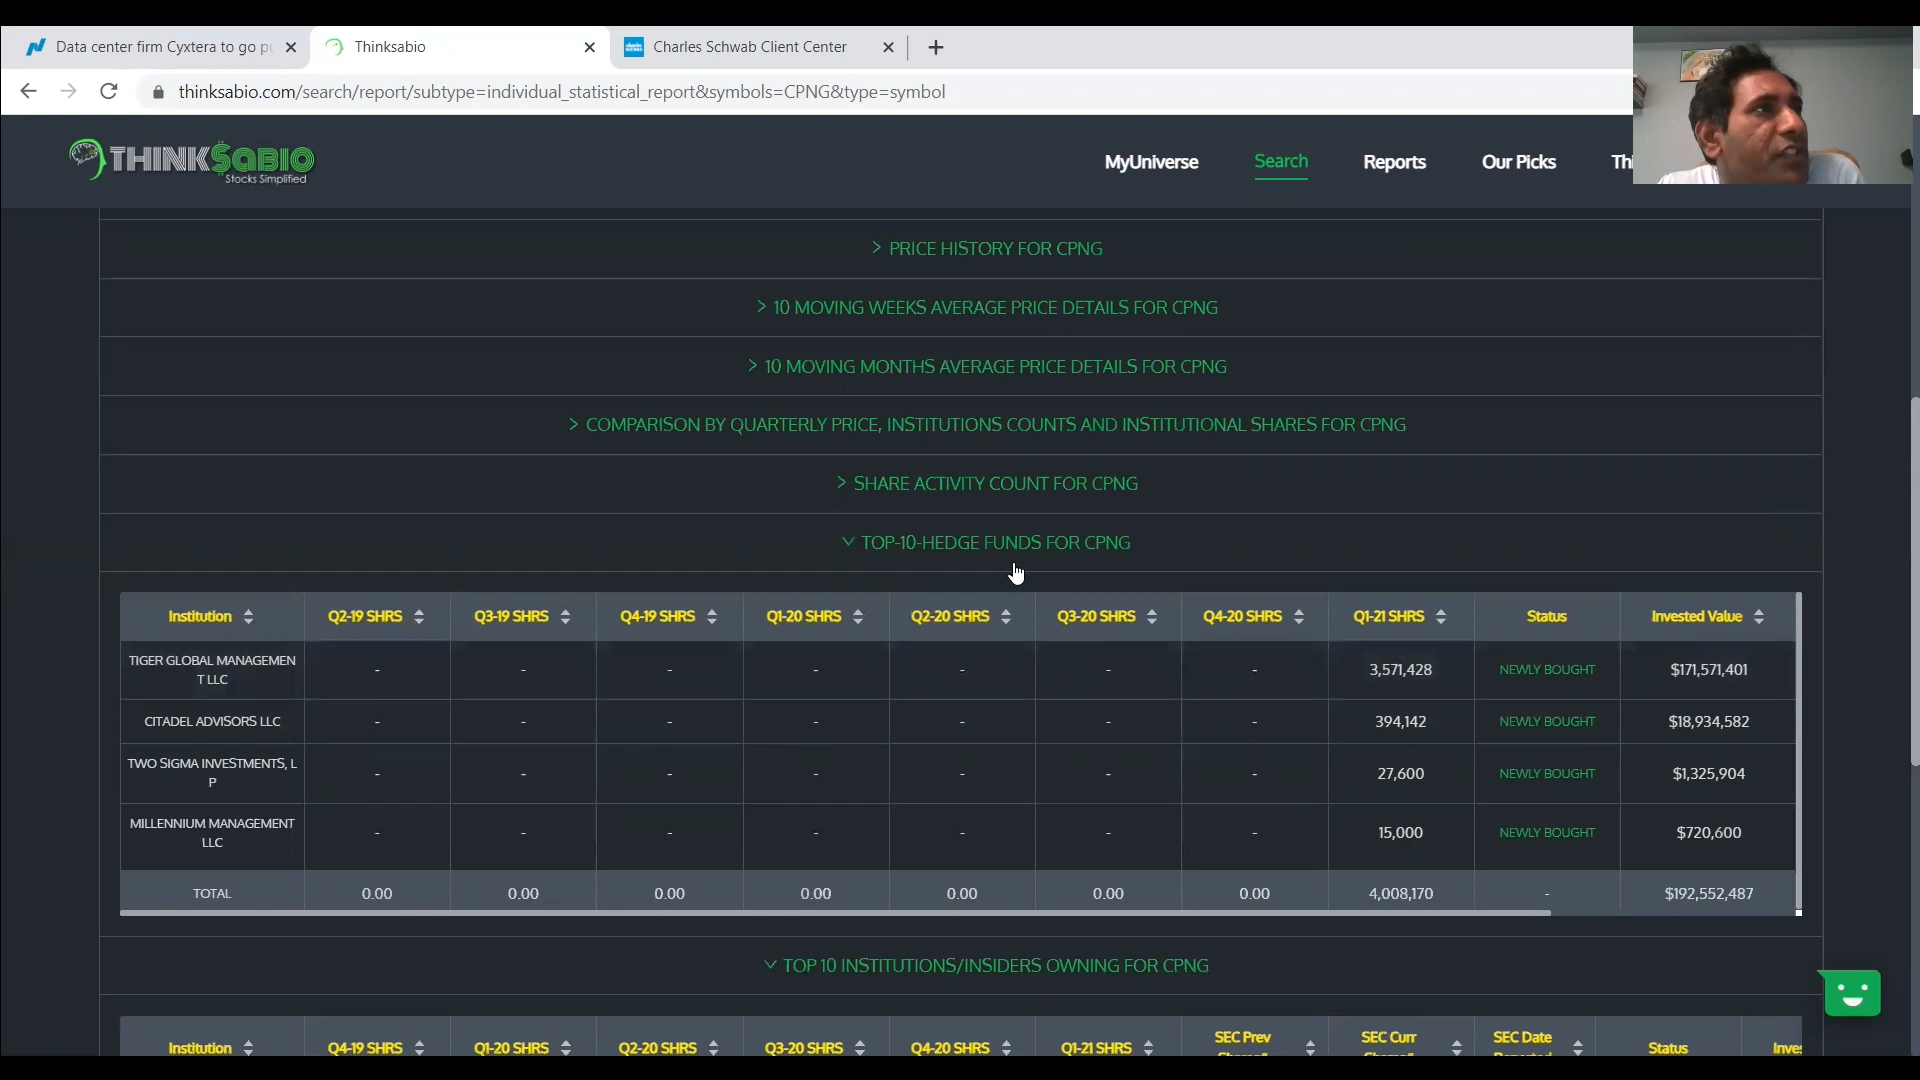 Data center firm Cyxtera to go pu
Thinksabio
Charles Schwab Client Center
thinksabio.com/search/report/subtype=individual_statistical_report&symbols=CPNG&type=symbol
THINK$aBIO
Stocks Simplified
MyUniverse
Search
Reports
Our Picks
Thi
> PRICE HISTORY FOR CPNG
> 10 MOVING WEEKS AVERAGE PRICE DETAILS FOR CPNG
> 10 MOVING MONTHS AVERAGE PRICE DETAILS FOR CPNG
> COMPARISON BY QUARTERLY PRICE, INSTITUTIONS COUNTS AND INSTITUTIONAL SHARES FOR CPNG
> SHARE ACTIVITY COUNT FOR CPNG
TOP-10-HEDGE FUNDS FOR CPNG
Institution Q2-19 SHRS Q3-19 SHRS Q4-19 SHRS Q1-20 SHRS Q2-20 SHRS Q3-20 SHRS Q4-20 SHRS Q1-21 SHRS Status Invested Value
TIGER GLOBAL MANAGEMEN
T LLC - - - - - - - 3,571,428 NEWLY BOUGHT $171,571,401
CITADEL ADVISORS LLC - - - - - - - 394,142 NEWLY BOUGHT $18,934,582
TWO SIGMA INVESTMENTS, L
P - - - - - - - 27,600 NEWLY BOUGHT $1,325,904
MILLENNIUM MANAGEMENT
LLC - - - - - - - 15,000 NEWLY BOUGHT $720,600
TOTAL 0.00 0.00 0.00 0.00 0.00 0.00 0.00 4,008,170 - $192,552,487
TOP 10 INSTITUTIONS/INSIDERS OWNING FOR CPNG
Institution Q4-19 SHRS Q1-20 SHRS Q2-20 SHRS Q3-20 SHRS Q4-20 SHRS Q1-21 SHRS SEC Prev SEC Curr SEC Date Status Inves